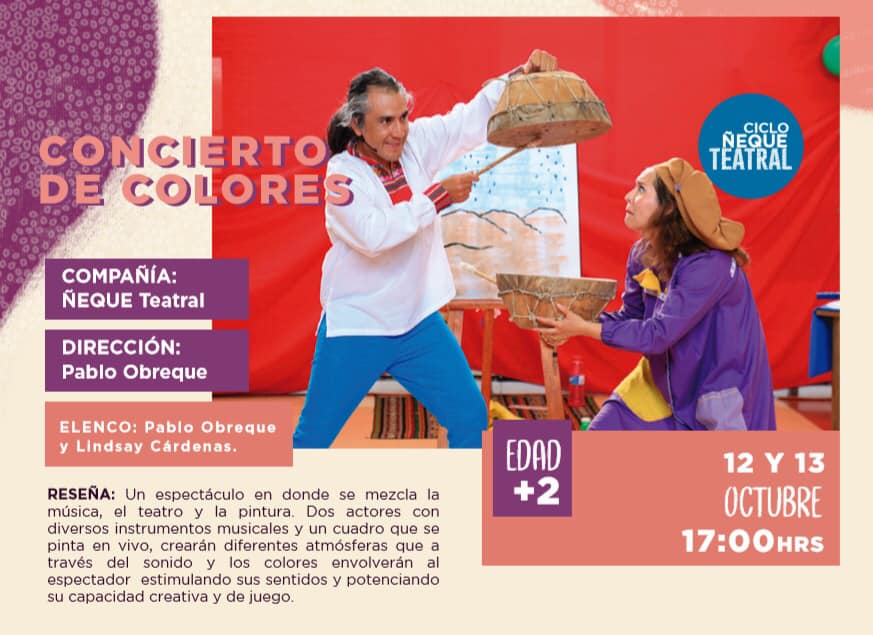 CONCIERTO
DE COLORES
CICLO
ÑEQUE
TEATRAL
COMPAÑÍA:
ÑEQUE Teatral
DIRECCIÓN:
Pablo Obreque
ELENCO: Pablo Obreque
y Lindsay Cárdenas.
RESEÑA: Un espectáculo en donde se mezcla la
música, el teatro y la pintura. Dos actores con
diversos instrumentos musicales y un cuadro que se
pinta en vivo, crearán diferentes atmósferas que a
través del sonido y los colores envolverán al
espectador estimulando sus sentidos y potenciando
su capacidad creativa y de juego.
EDAD
+2
12 Y 13
OCTUBRE
17:00HRS